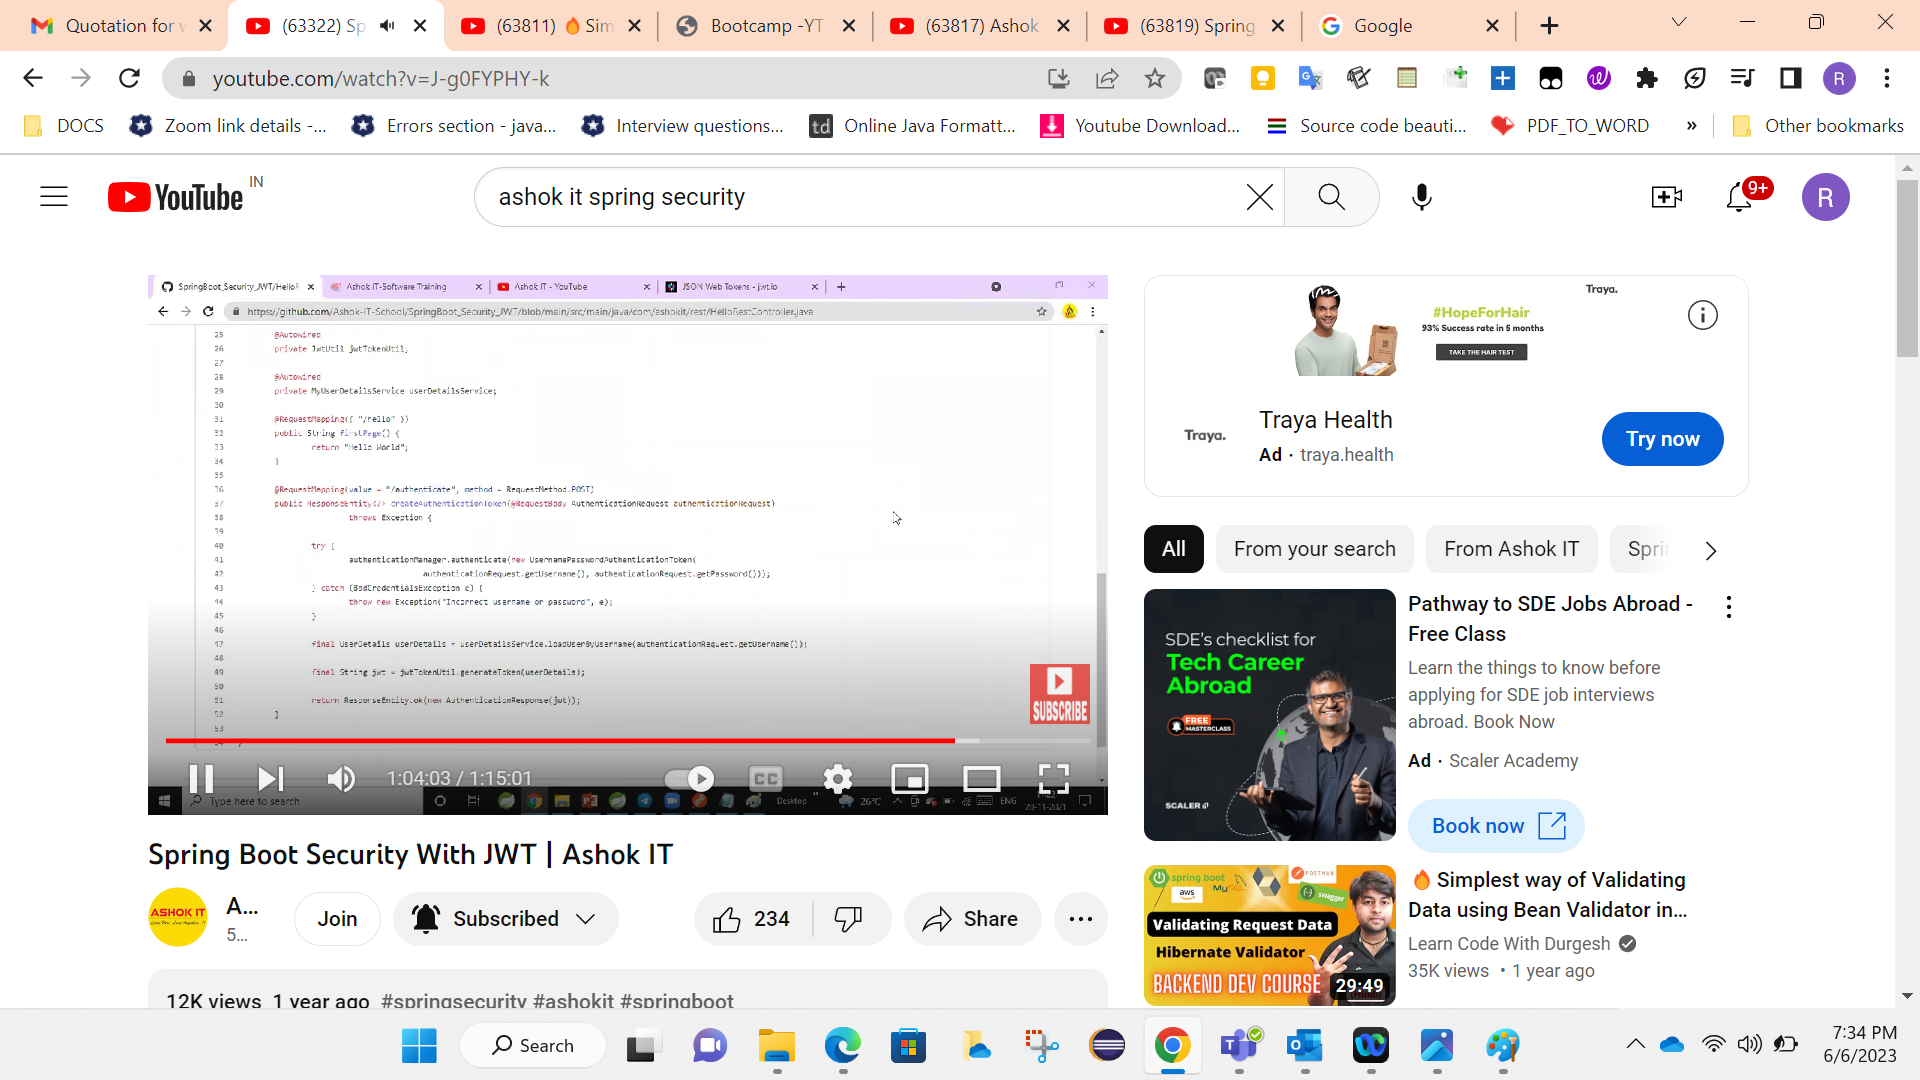 Quotation for
(63322) Sp
(63811) 🔥 Sim
Bootcamp -YT
(63817) Ashok
(63819) Spring
Google
youtube.com/watch?v=J-g0FYPHY-k
DOCS
Zoom link details -...
Errors section - java...
Interview questions...
Online Java Formatt...
Youtube Download...
Source code beauti...
PDF_TO_WORD
»
Other bookmarks
YouTube IN
ashok it spring security
9+
R
SpringBoot_Security_JWT/HelloR
Ashok IT-Software Training
Ashok IT - YouTube
JSON Web Tokens - jwt.io
https://github.com/Ashok-IT-School/SpringBoot_Security_JWT/blob/main/src/main/java/com/ashokit/rest/HelloRestController.java
25 @Autowired
26 private JwtUtil jwtTokenUtil;
27
28 @Autowired
29 private MyUserDetailsService userDetailsService;
30
31 @RequestMapping({ "/hello" })
32 public String firstPage() {
33 return "Hello World";
34 }
35
36 @RequestMapping(value = "/authenticate", method = RequestMethod.POST)
37 public ResponseEntity<?> createAuthenticationToken(@RequestBody AuthenticationRequest authenticationRequest)
38 throws Exception {
39
40 try {
41 authenticationManager.authenticate(new UsernamePasswordAuthenticationToken(
42 authenticationRequest.getUsername(), authenticationRequest.getPassword()));
43 } catch (BadCredentialsException e) {
44 throw new Exception("Incorrect username or password", e);
45 }
46
47 final UserDetails userDetails = userDetailsService.loadUserByUsername(authenticationRequest.getUsername());
48
49 final String jwt = jwtTokenUtil.generateToken(userDetails);
50
51 return ResponseEntity.ok(new AuthenticationResponse(jwt));
52 }
53
SUBSCRIBE
1:04:03 / 1:15:01
CC
Type here to search
Desktop
26°C
ENG
28-11-2021
Spring Boot Security With JWT | Ashok IT
ASHOK IT
A...
5...
Join
Subscribed
234
Share
12K views 1 year ago #springsecurity #ashokit #springboot
Traya.
#HopeForHair
93% Success rate in 5 months
TAKE THE HAIR TEST
Traya.
Traya Health
Ad · traya.health
Try now
All
From your search
From Ashok IT
Sprin
SDE's checklist for
Tech Career
Abroad
FREE
MASTERCLASS
SCALER
Pathway to SDE Jobs Abroad -
Free Class
Learn the things to know before
applying for SDE job interviews
abroad. Book Now
Ad · Scaler Academy
Book now
spring boot
aws
MySQL
POSTMAN
swagger
Validating Request Data
Hibernate Validator
BACKEND DEV COURSE
29:49
🔥 Simplest way of Validating
Data using Bean Validator in...
Learn Code With Durgesh
35K views • 1 year ago
Search
7:34 PM
6/6/2023